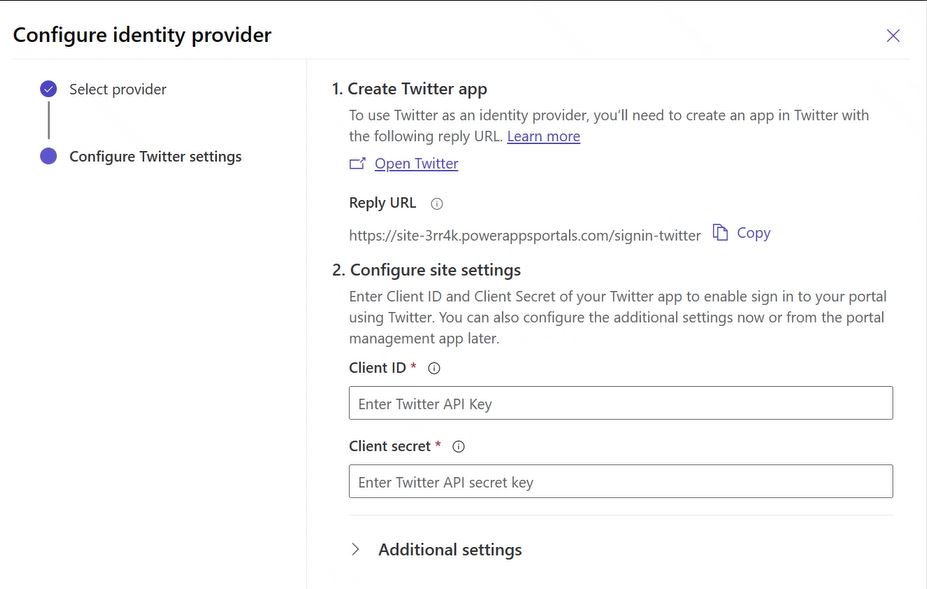 Configure identity provider
Select provider
Configure Twitter settings
1. Create Twitter app
To use Twitter as an identity provider, you'll need to create an app in Twitter with
the following reply URL. Learn more
Open Twitter
Reply URL
https://site-3rr4k.powerappsportals.com/signin-twitter
Copy
2. Configure site settings
Enter Client ID and Client Secret of your Twitter app to enable sign in to your portal
using Twitter. You can also configure the additional settings now or from the portal
management app later.
Client ID *
Enter Twitter API Key
Client secret *
Enter Twitter API secret key
Additional settings